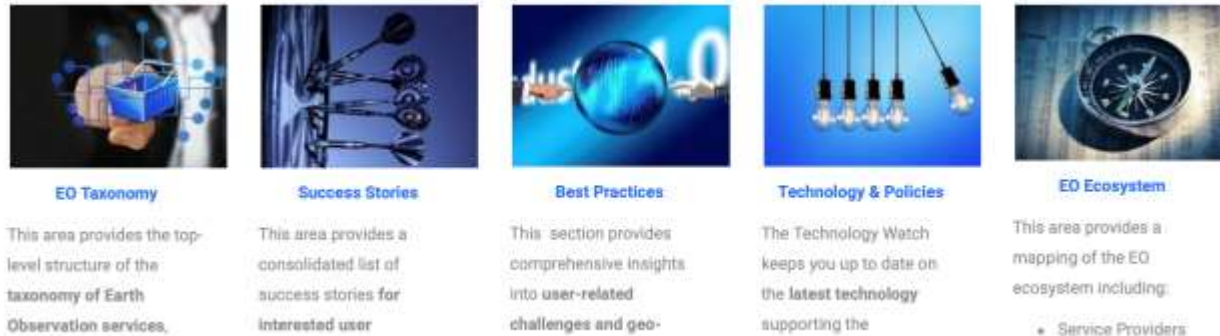 EO Taxonomy
This area provides the top-
level structure of the
taxonomy of Earth
Observation services,
Success Stories
This area provides a
consolidated list of
success stories for
interested user
Best Practices
This section provides
comprehensive insights
into user-related
challenges and geo-
Technology & Policies
The Technology Watch
keeps you up to date on
the latest technology
supporting the
EO Ecosystem
This area provides a
mapping of the EO
ecosystem including:
• Service Providers